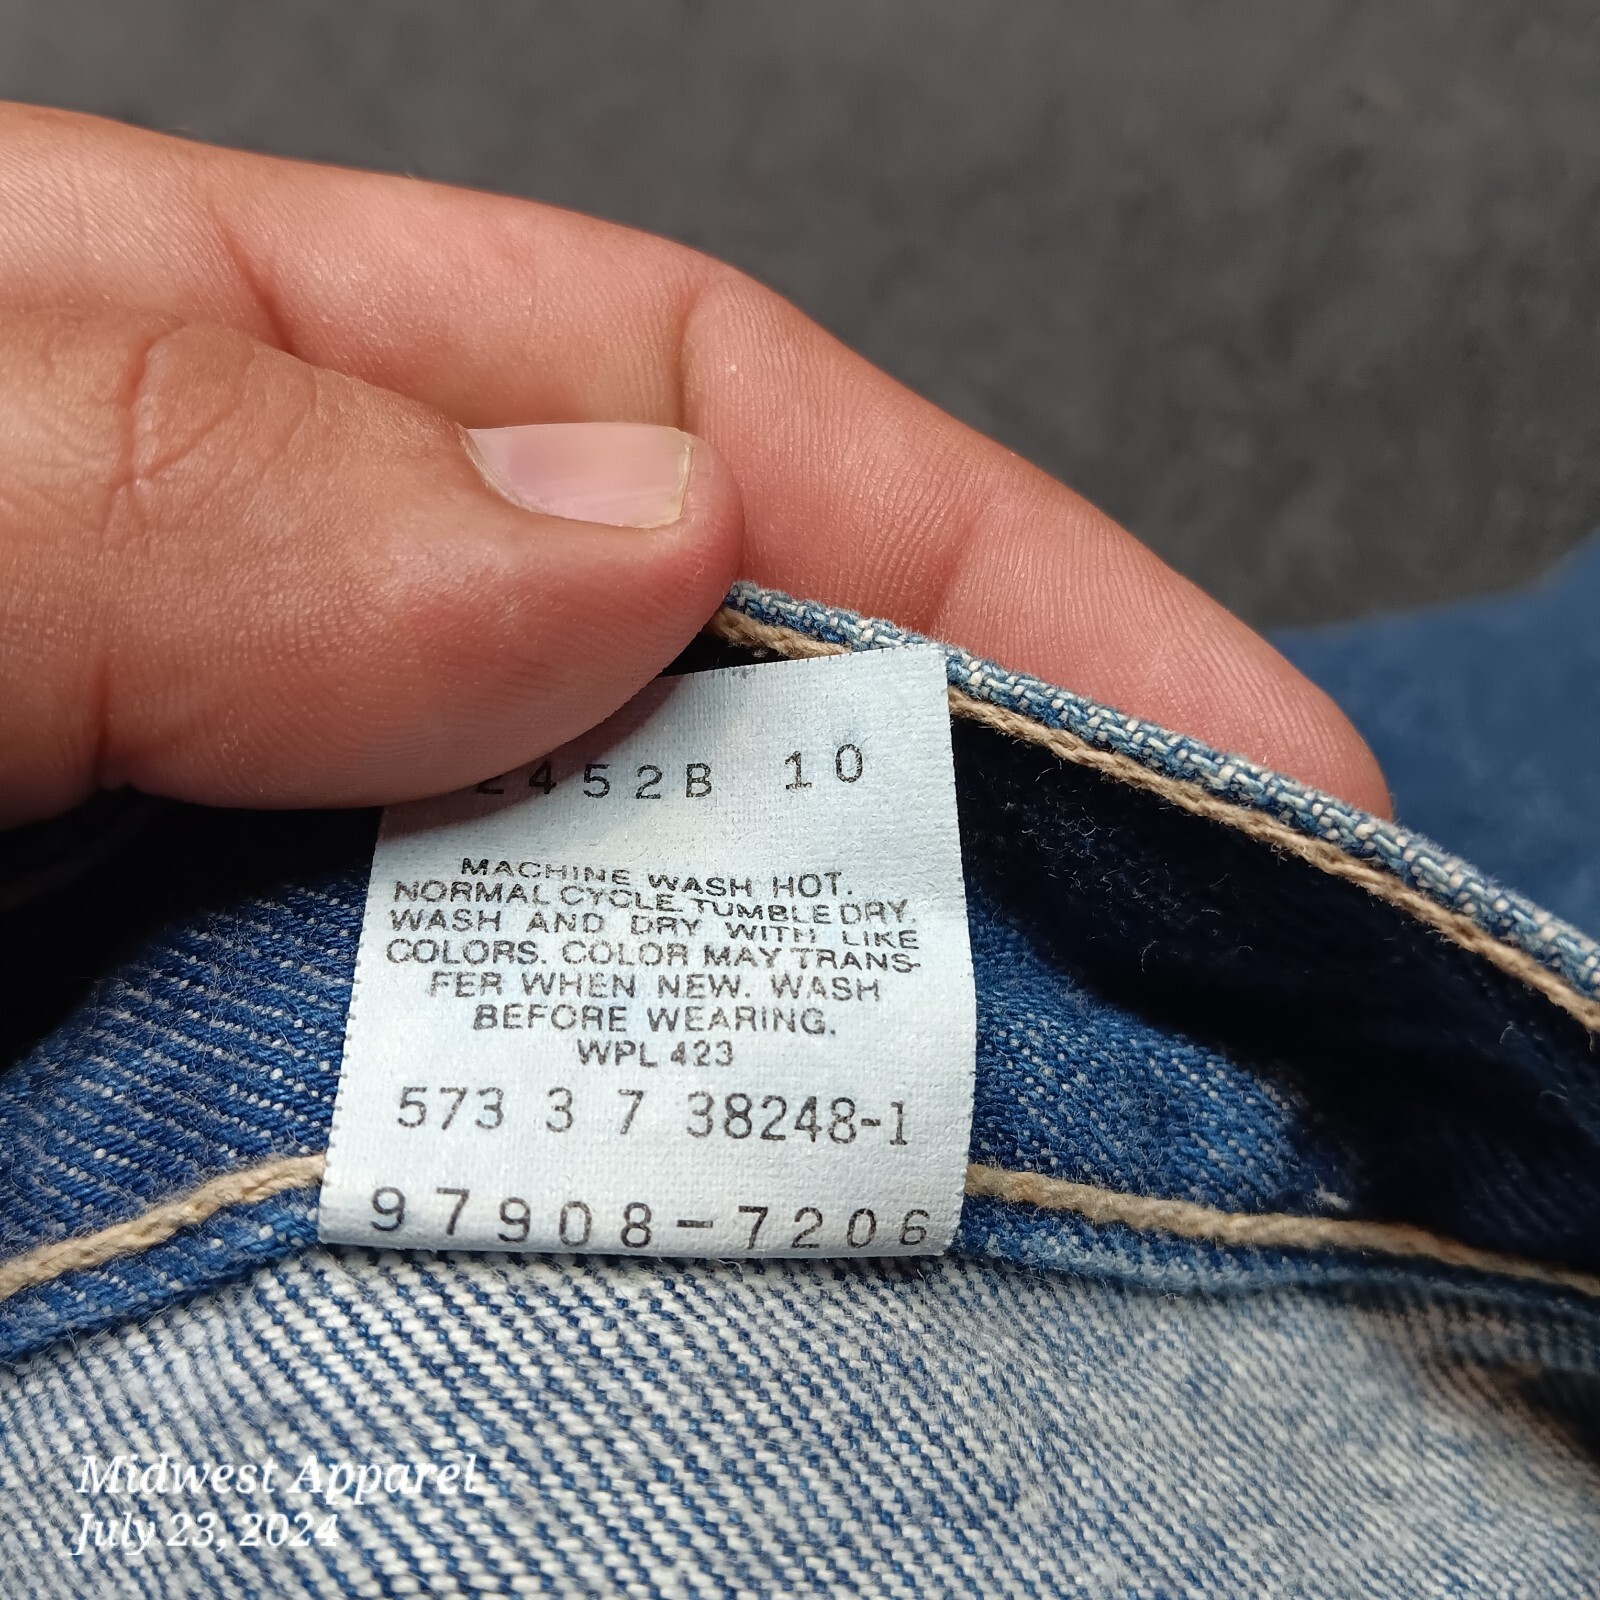 2452B 10
MACHINE WASH HOT.
NORMAL CYCLE. TUMBLE DRY.
WASH AND DRY WITH LIKE
COLORS. COLOR MAY TRANS-
FER WHEN NEW. WASH
BEFORE WEARING.
WPL 423
573 3 7 38248-1
97908-7206
Midwest Apparel
July 23, 2024